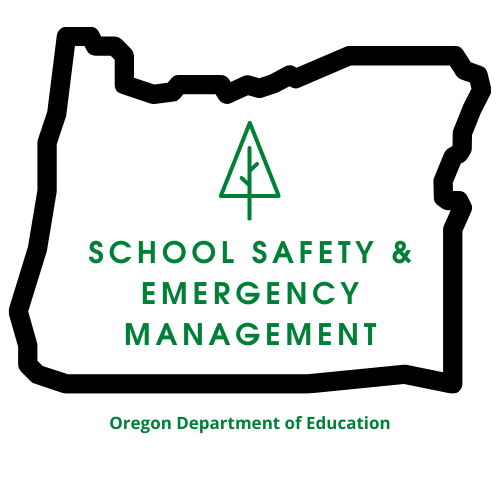 SCHOOL SAFETY &
EMERGENCY
MANAGEMENT
Oregon Department of Education